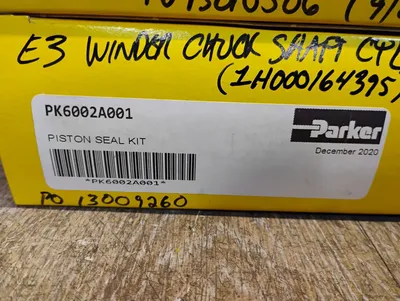 E3 WINDER CHUCK SHAFT CYL
(1H000164395)
PK6002A001
Parker
PISTON SEAL KIT
December 2020
*PK6002A001*
PO 13009260